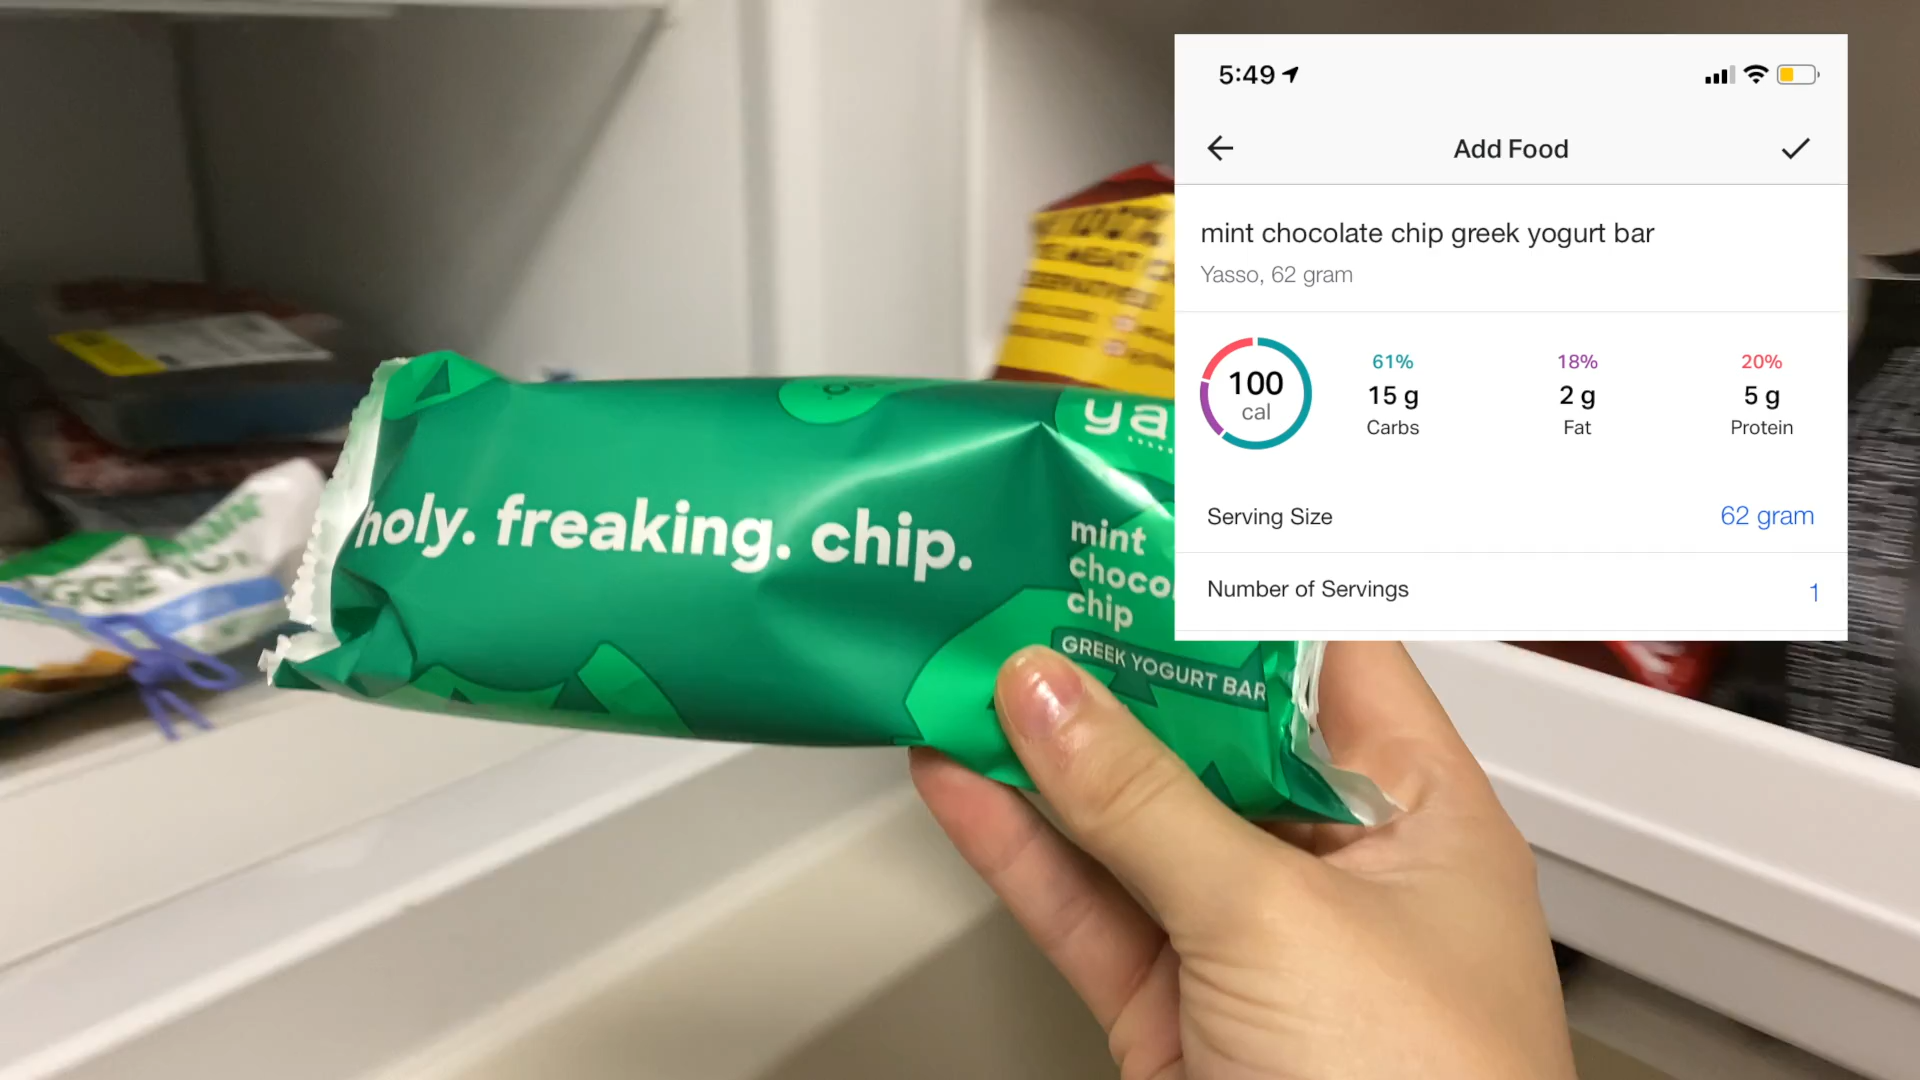 holy. freaking. chip.
ya
mint
choco
chip
GREEK YOGURT BAR
5:49
Add Food
mint chocolate chip greek yogurt bar
Yasso, 62 gram
100
cal
61%
15 g
Carbs
18%
2 g
Fat
20%
5 g
Protein
Serving Size
62 gram
Number of Servings
1